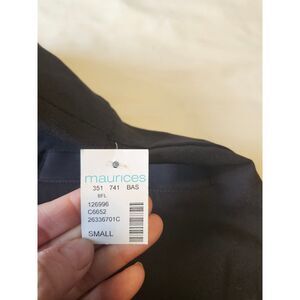 maurices
351 741 BAS
BFL
126996
C6652
26336701C
SMALL